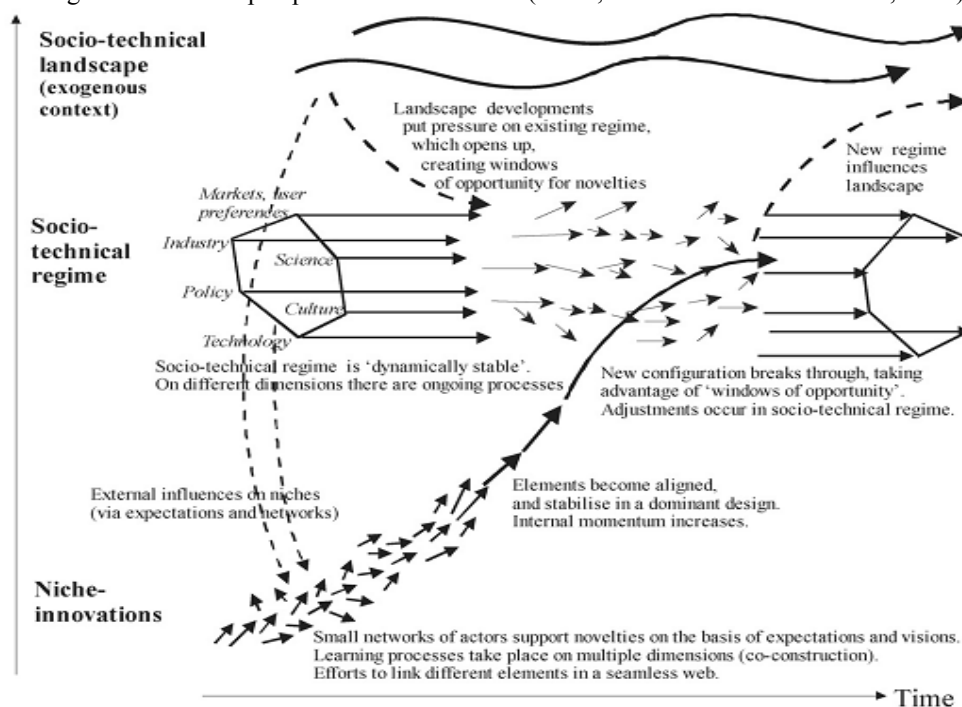 Socio-technical
landscape
(exogenous
context)
Landscape developments
put pressure on existing regime,
which opens up,
creating windows
of opportunity for novelties
New regime
influences
landscape
Markets, user
preferences
Socio-
technical
regime
Industry
Science
Policy
Culture
Technology
Socio-technical regime is ‘dynamically stable’.
On different dimensions there are ongoing processes
New configuration breaks through, taking
advantage of ‘windows of opportunity’.
Adjustments occur in socio-technical regime.
External influences on niches
(via expectations and networks)
Elements become aligned,
and stabilise in a dominant design.
Internal momentum increases.
Niche-
innovations
Small networks of actors support novelties on the basis of expectations and visions.
Learning processes take place on multiple dimensions (co-construction).
Efforts to link different elements in a seamless web.
Time